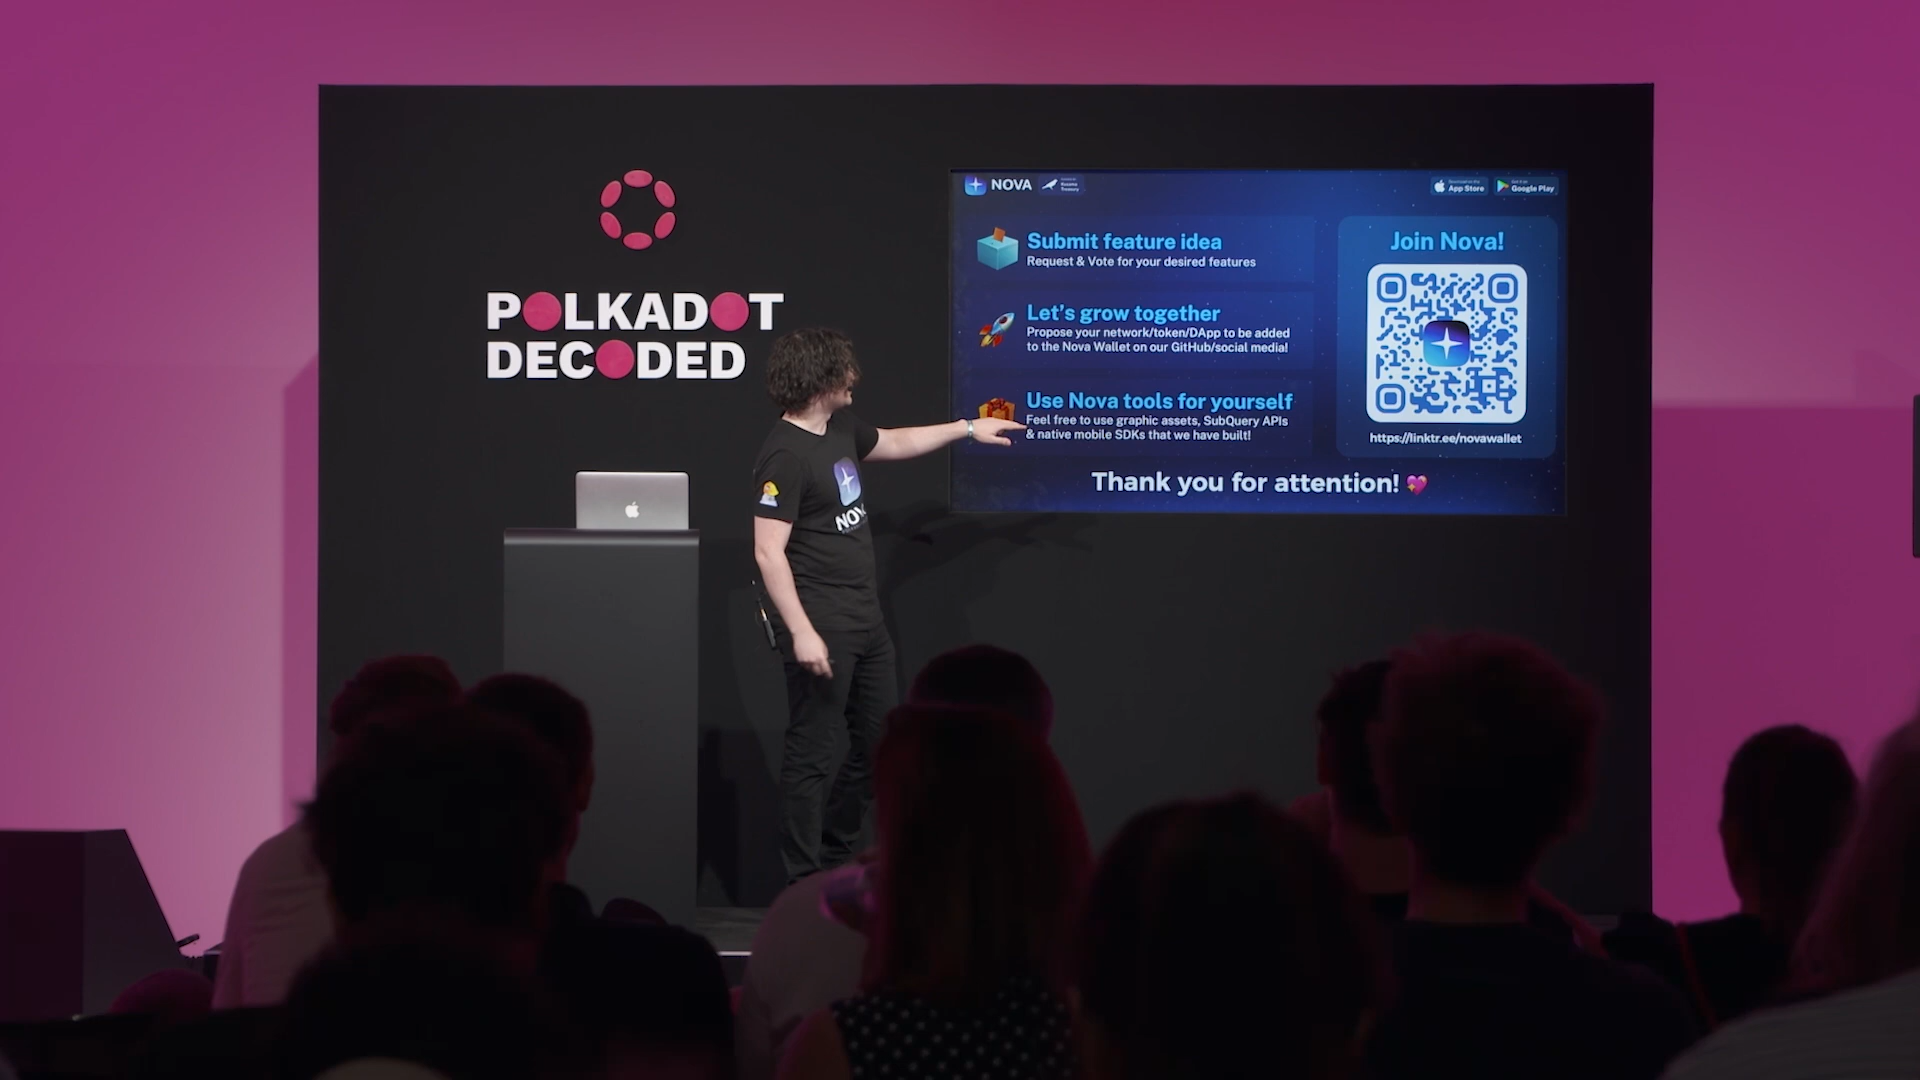 POLKADOT
DECODED
NOVA
Kusama
Treasury
App Store
Google Play
Submit feature idea
Request & Vote for your desired features
Let's grow together
Propose your network/token/DApp to be added
to the Nova Wallet on our GitHub/social media!
Use Nova tools for yourself
Feel free to use graphic assets, SubQuery APIs
& native mobile SDKs that we have built!
Join Nova!
https://linktr.ee/novawallet
Thank you for attention! 💖